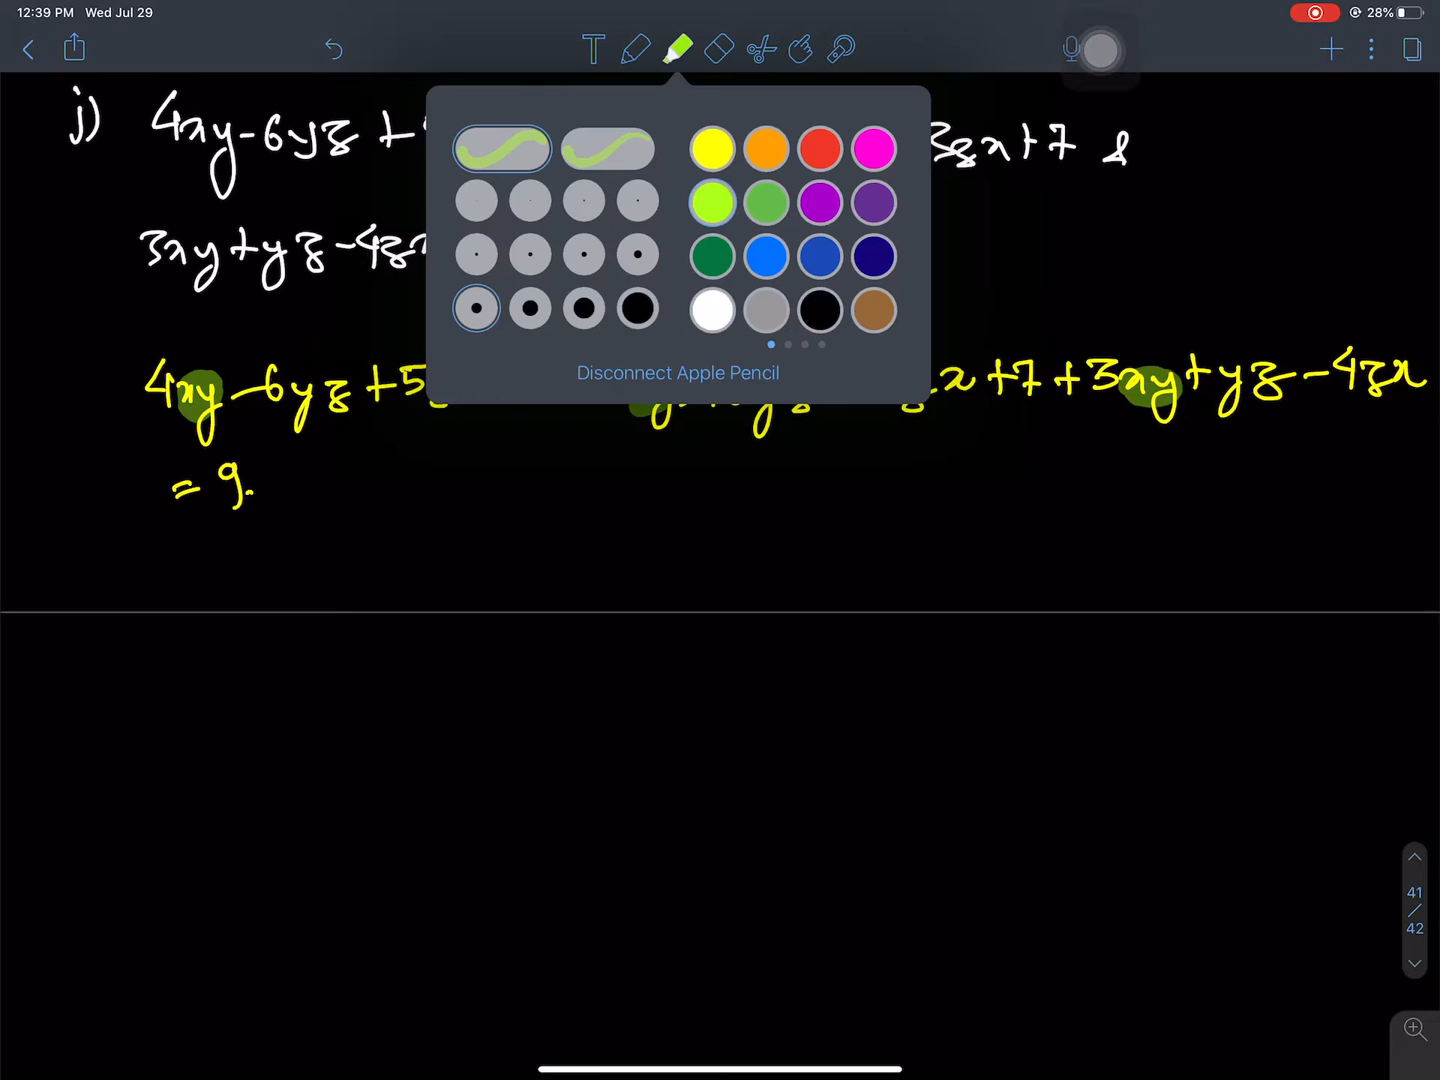 12:39 PM Wed Jul 29
28%
T
j) 4xy-6yz+ 3zx+7 &
3xy+yz-4z
Disconnect Apple Pencil
4xy-6yz+5 x+7+3xy+yz-4zx
= 9.
41
/
42